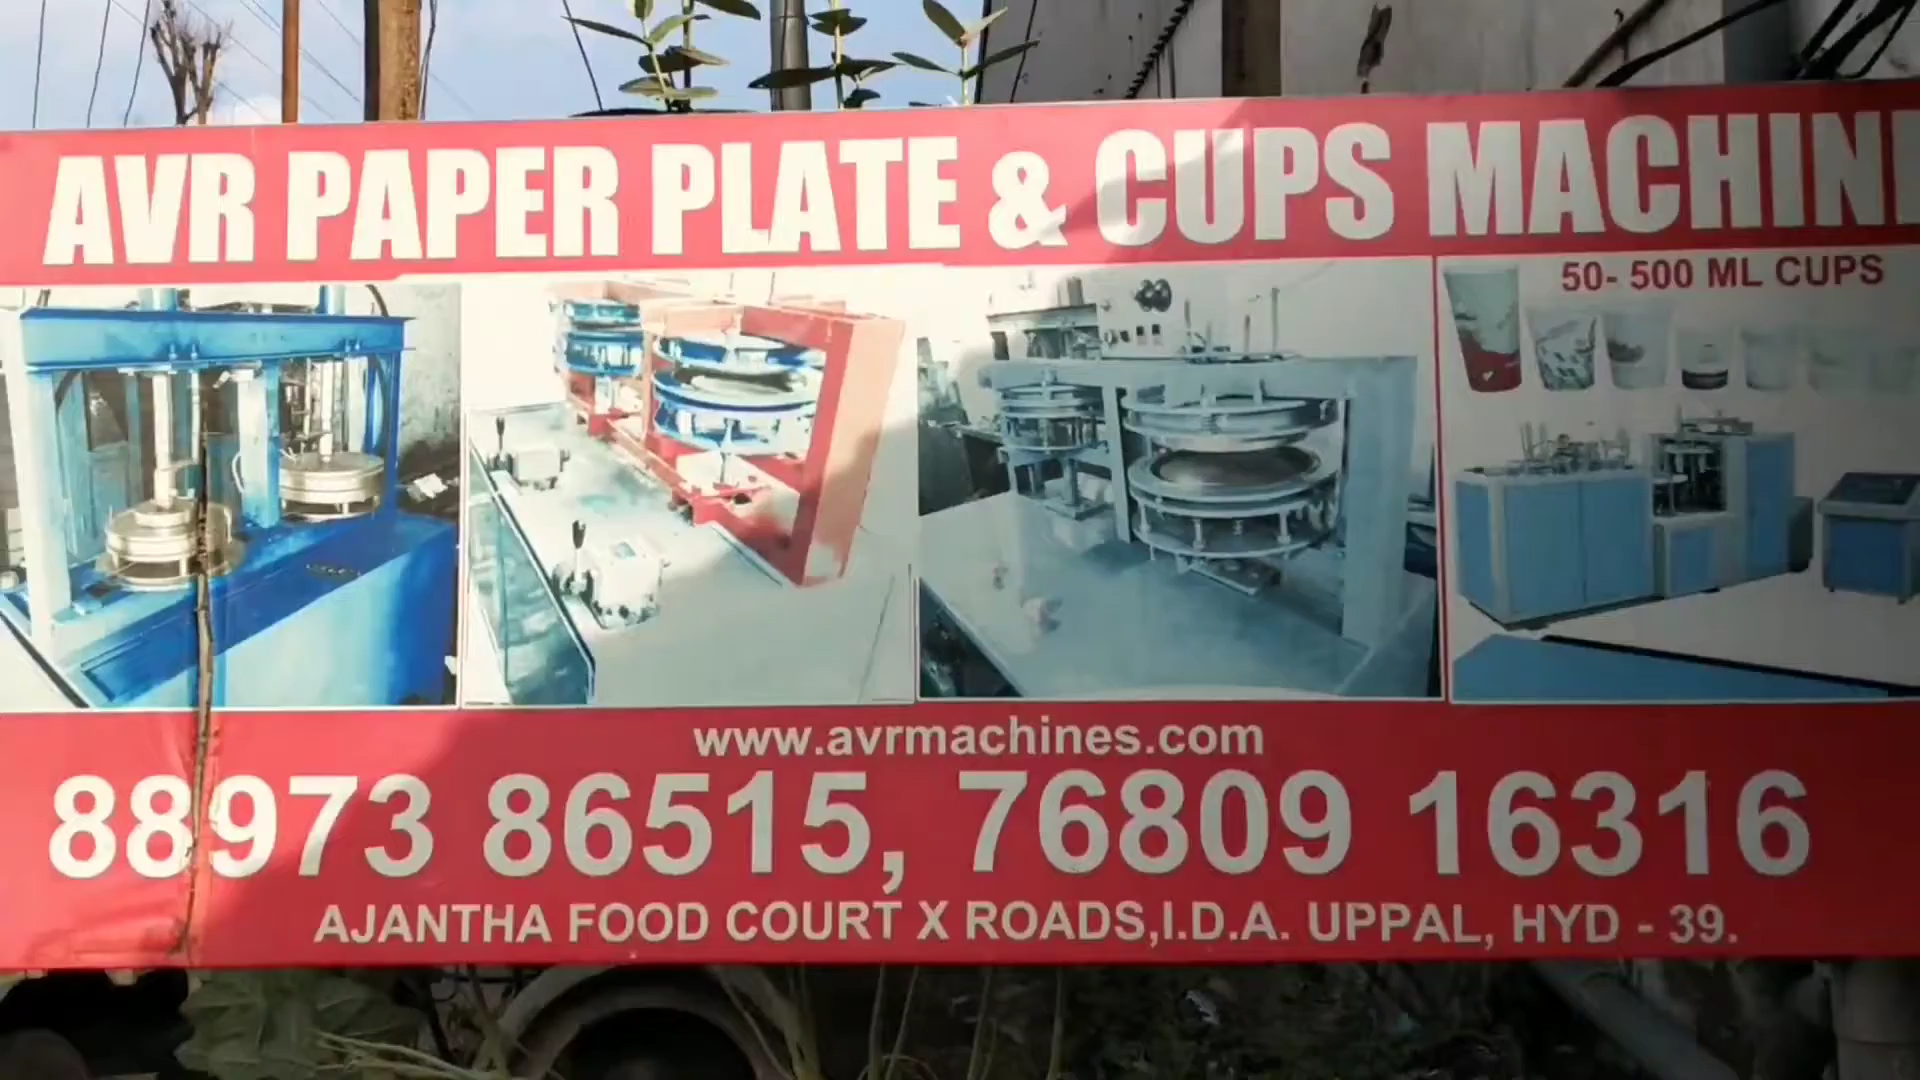 AVR PAPER PLATE & CUPS MACHIN
50- 500 ML CUPS
www.avrmachines.com
88973 86515, 76809 16316
AJANTHA FOOD COURT X ROADS,I.D.A. UPPAL, HYD - 39.